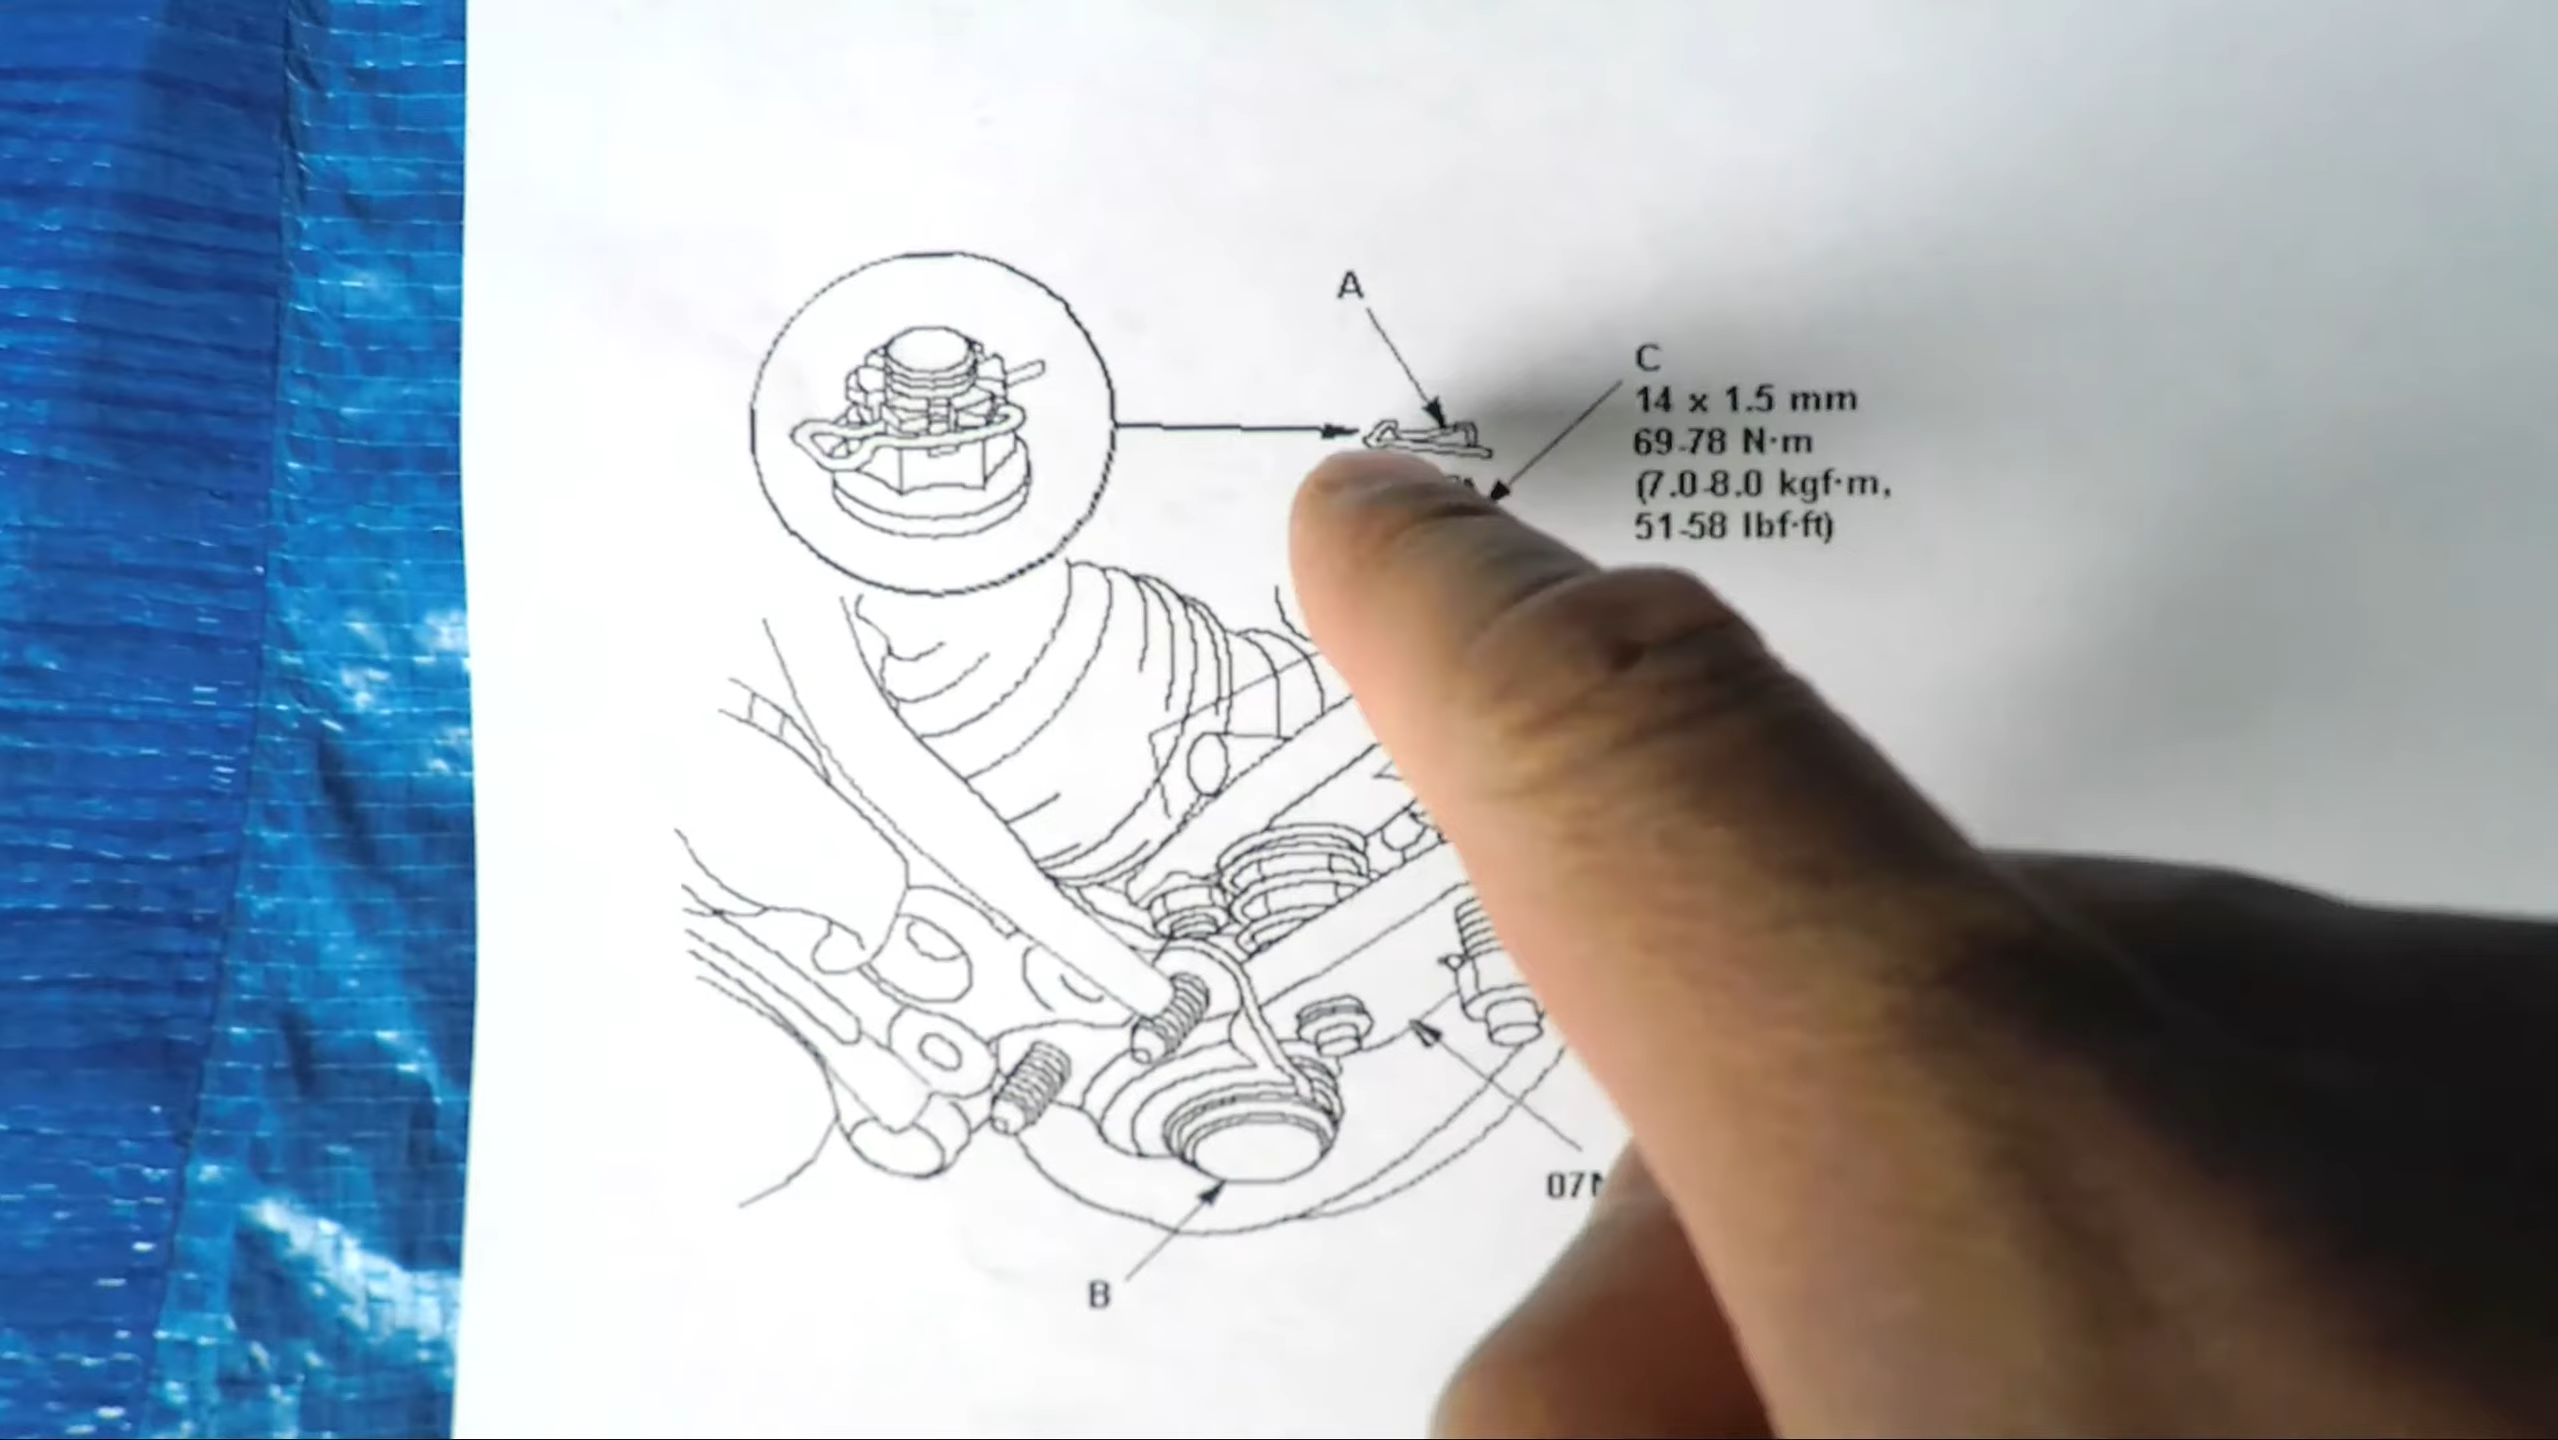 A
C
14 x 1.5 mm
69-78 N·m
(7.0-8.0 kgf·m,
51-58 lbf·ft)
B